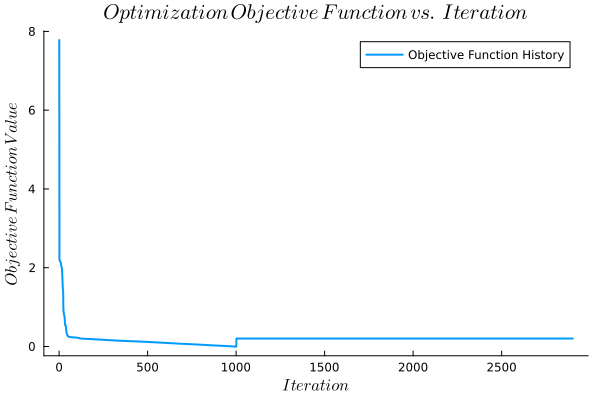 Optimization Objective Function vs. Iteration
Objective Function History
8
6
4
2
0
Objective Function Value
0 500 1000 1500 2000 2500
Iteration